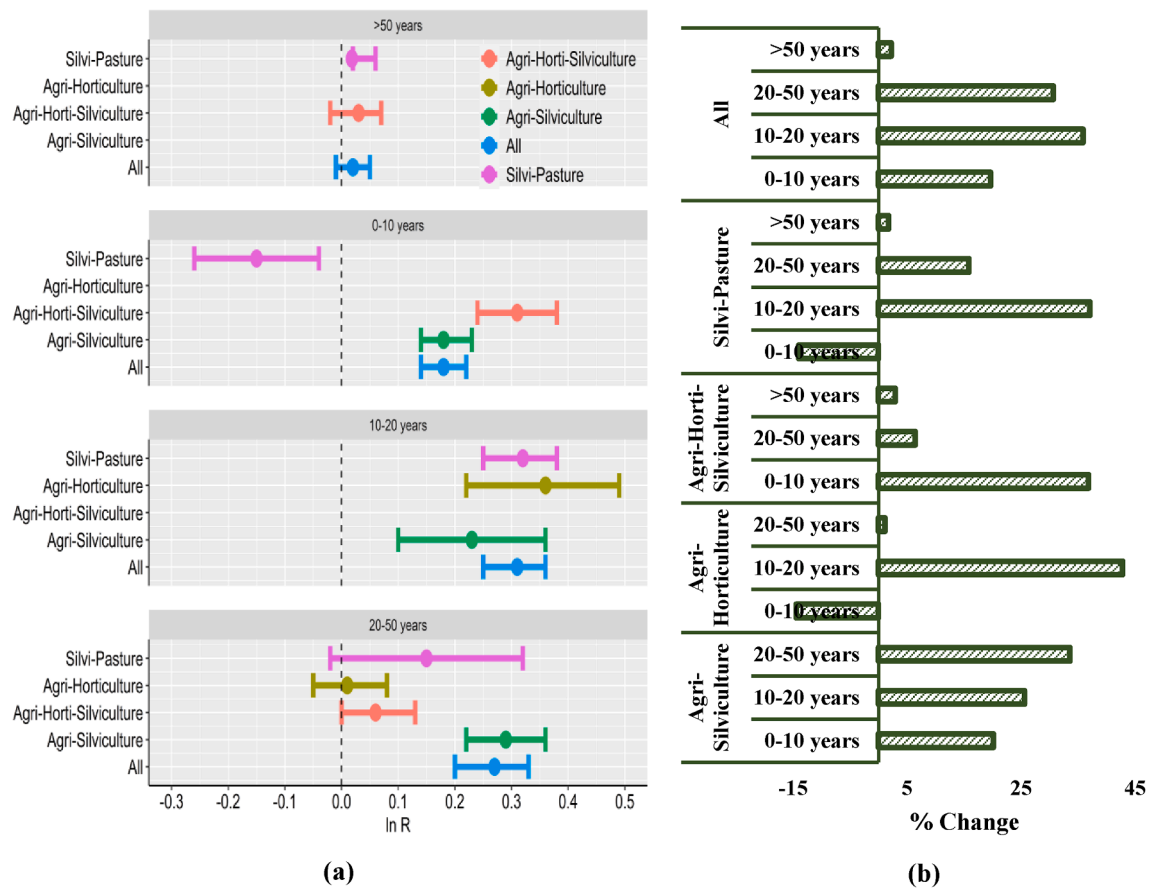 >50 years
Silvi-Pasture
Agri-Horticulture
Agri-Horti-Silviculture
Agri-Silviculture
All
Agri-Horti-Silviculture
Agri-Horticulture
Agri-Silviculture
All
Silvi-Pasture
0-10 years
Silvi-Pasture
Agri-Horticulture
Agri-Horti-Silviculture
Agri-Silviculture
All
10-20 years
Silvi-Pasture
Agri-Horticulture
Agri-Horti-Silviculture
Agri-Silviculture
All
20-50 years
Silvi-Pasture
Agri-Horticulture
Agri-Horti-Silviculture
Agri-Silviculture
All
-0.3 -0.2 -0.1 0.0 0.1 0.2 0.3 0.4 0.5
ln R
(a)
All
>50 years
20-50 years
10-20 years
0-10 years
Silvi-Pasture
>50 years
20-50 years
10-20 years
0-10 years
Agri-Horti-
Silviculture
>50 years
20-50 years
0-10 years
Agri-
Horticulture
20-50 years
10-20 years
0-10 years
Agri-
Silviculture
20-50 years
10-20 years
0-10 years
-15 5 25 45
% Change
(b)